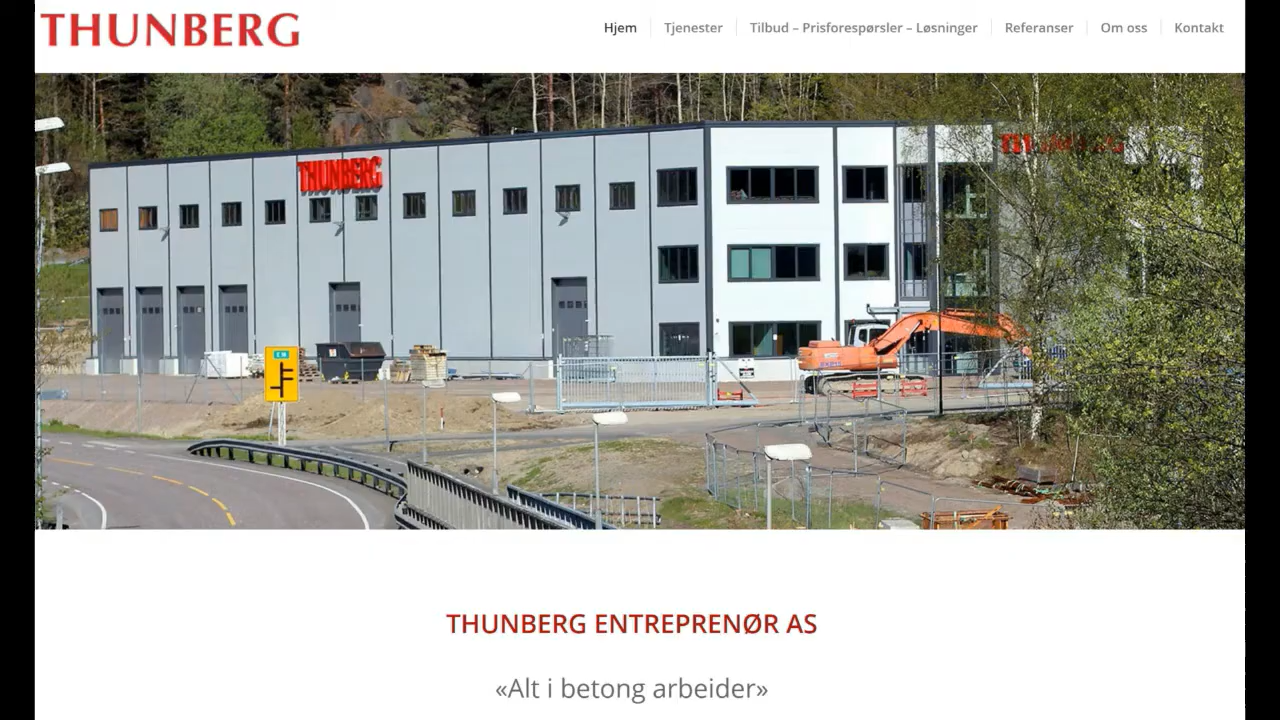 THUNBERG
Hjem
Tjenester
Tilbud – Prisforespørsler – Løsninger
Referanser
Om oss
Kontakt
THUNBERG
THUNBERG ENTREPRENØR AS
«Alt i betong arbeider»